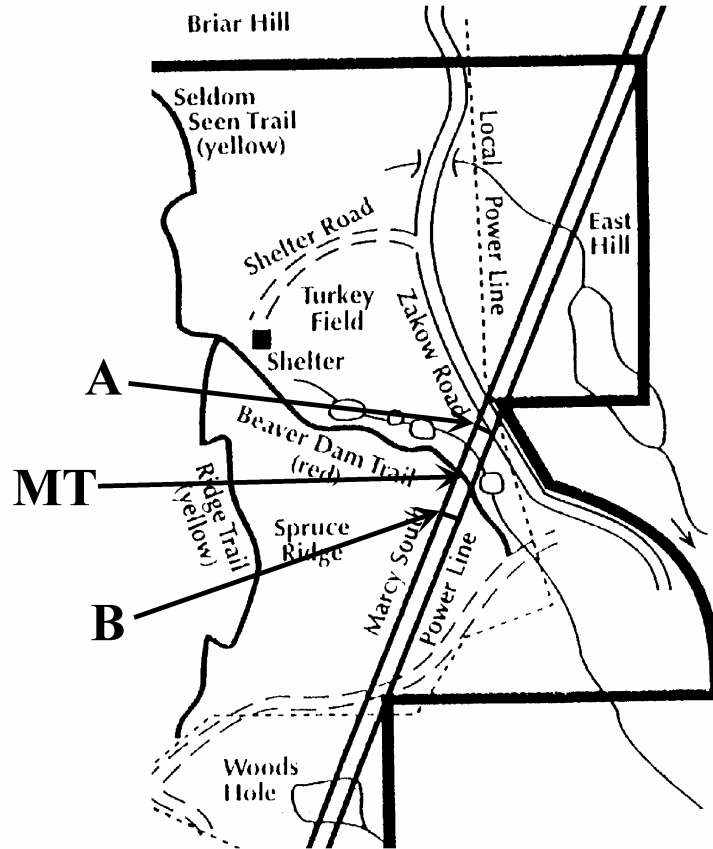 Briar Hill
Seldom
Seen Trail
(yellow)
Local Power Line
East
Hill
Shelter Road
Turkey
Field
Zakow Road
Shelter
A
Beaver Dam Trail
(red)
MT
Ridge Trail
(yellow)
Spruce
Ridge
Marcy South
Power Line
B
Woods
Hole